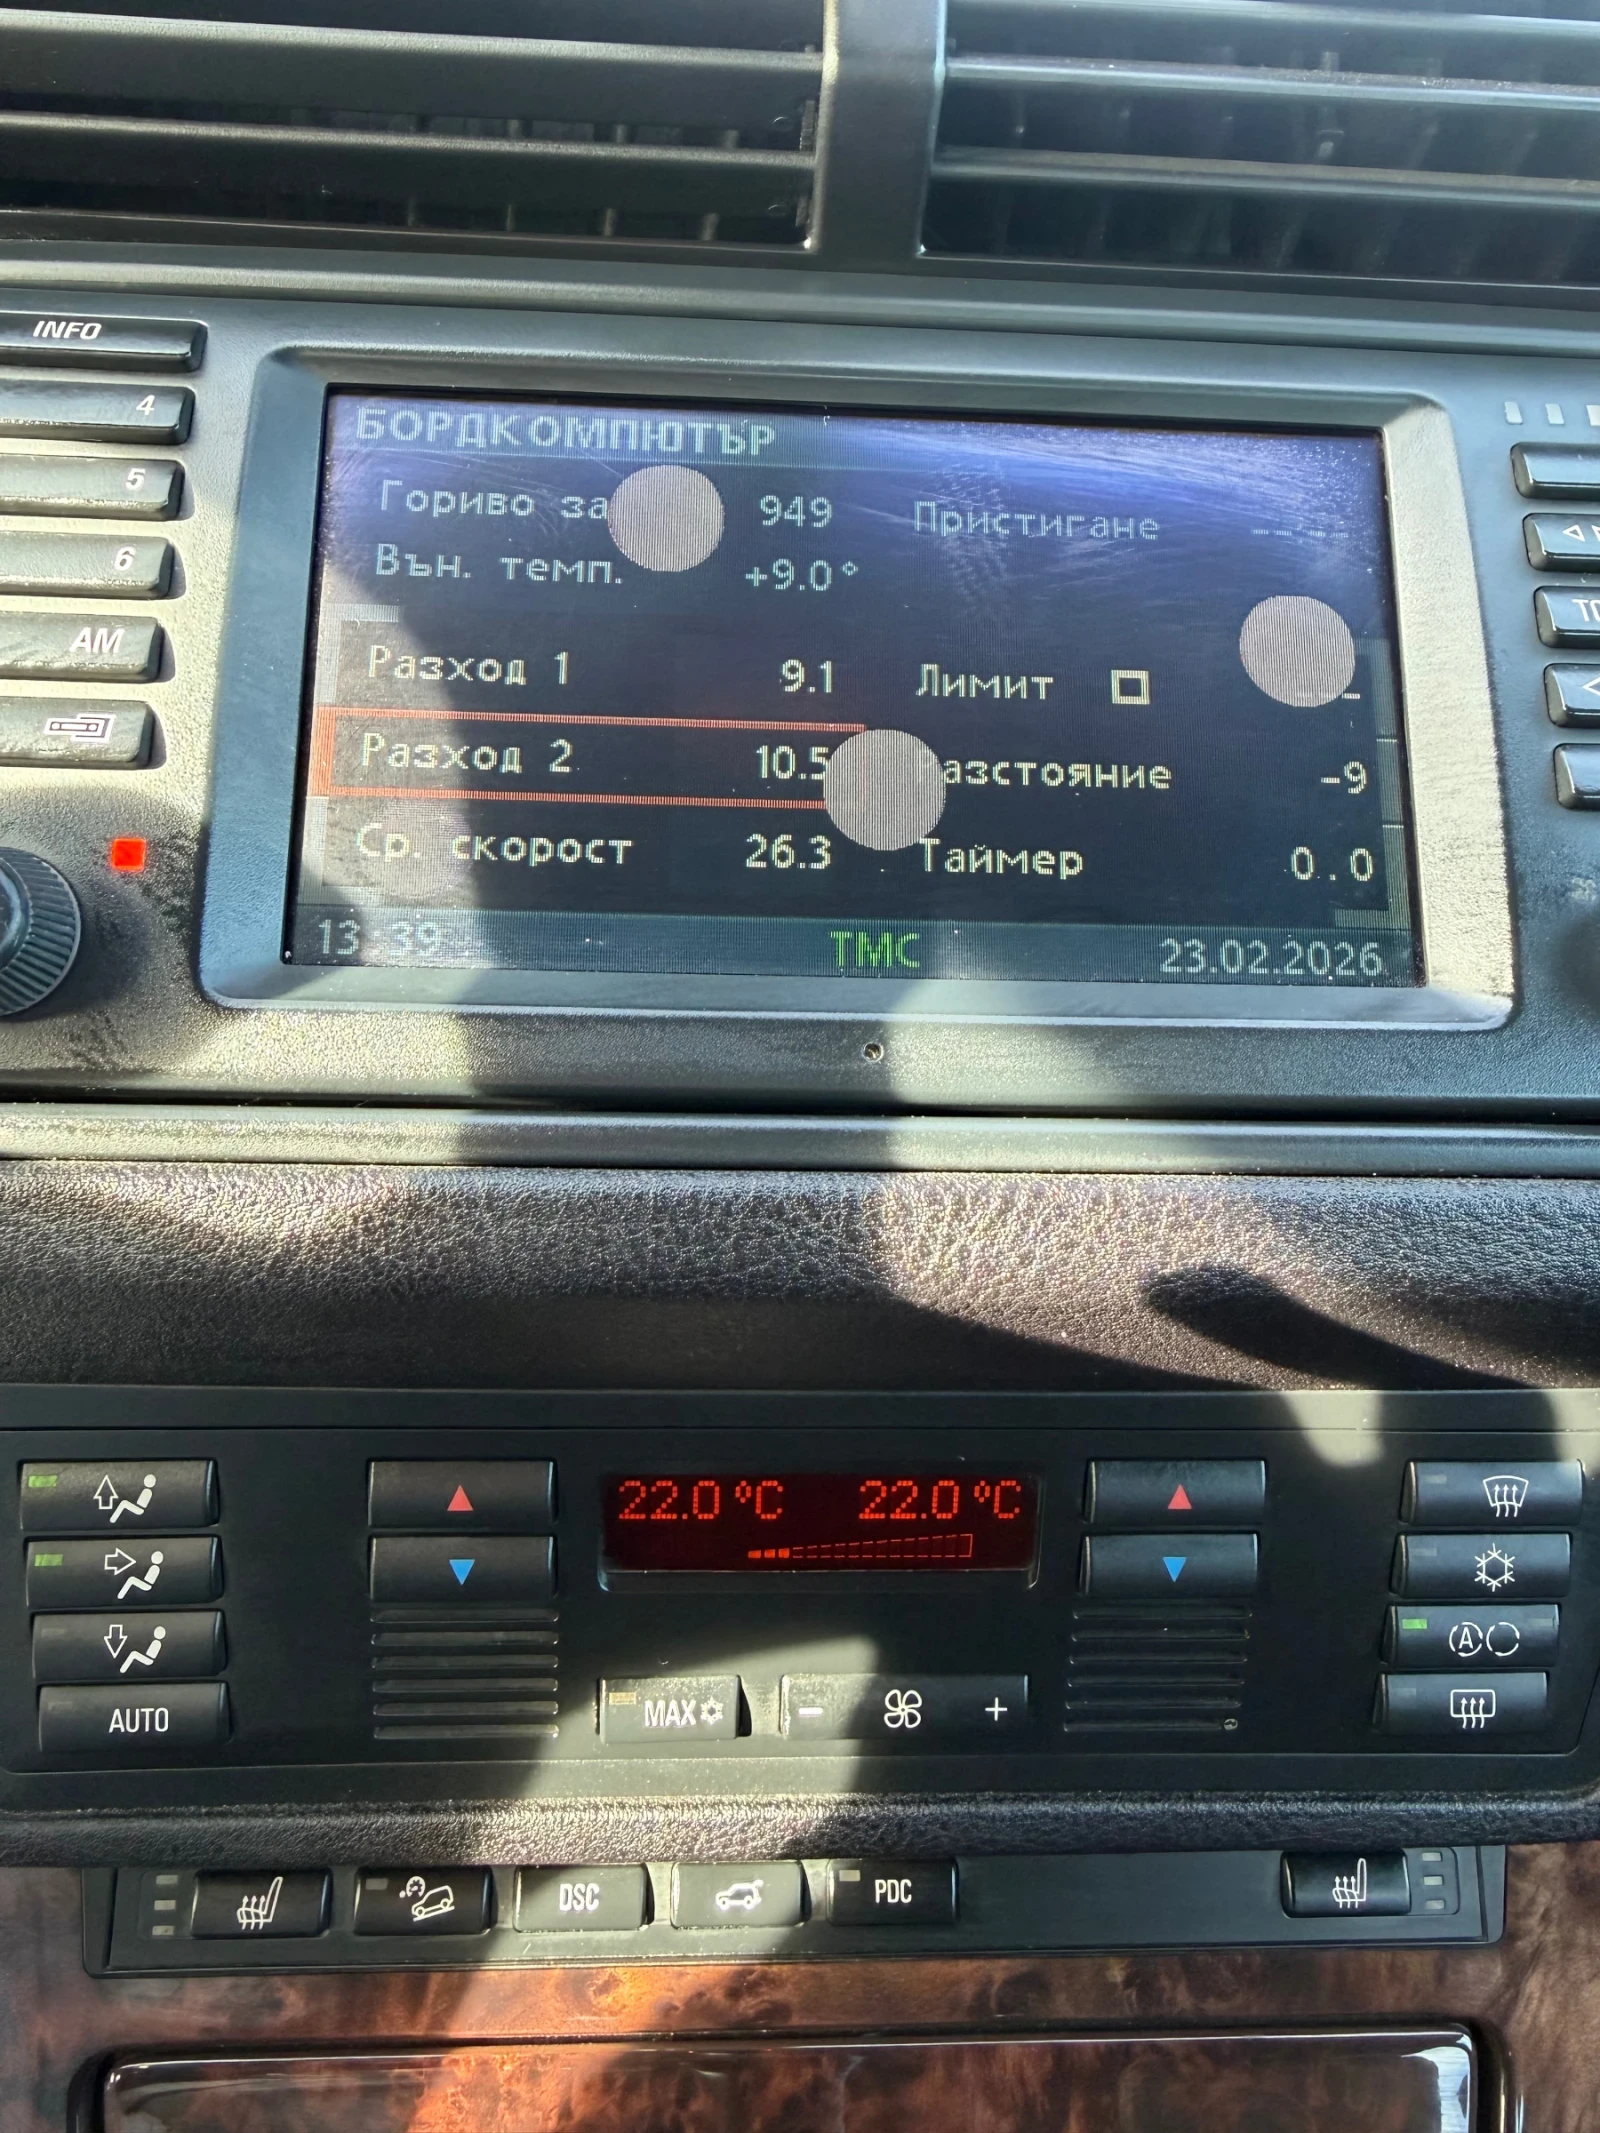 INFO
4
5
6
AM
БОРДКОМПЮТЪР
Гориво за 949 Пристигане --:--
Вън. темп. +9.0°
Разход 1 9.1 Лимит
Разход 2 10.5 азстояние -9
Ср. скорост 26.3 Таймер 0.0
13:39 TMC 23.02.2026
22.0 °C 22.0 °C
A
AUTO
MAX
- +
DSC
PDC